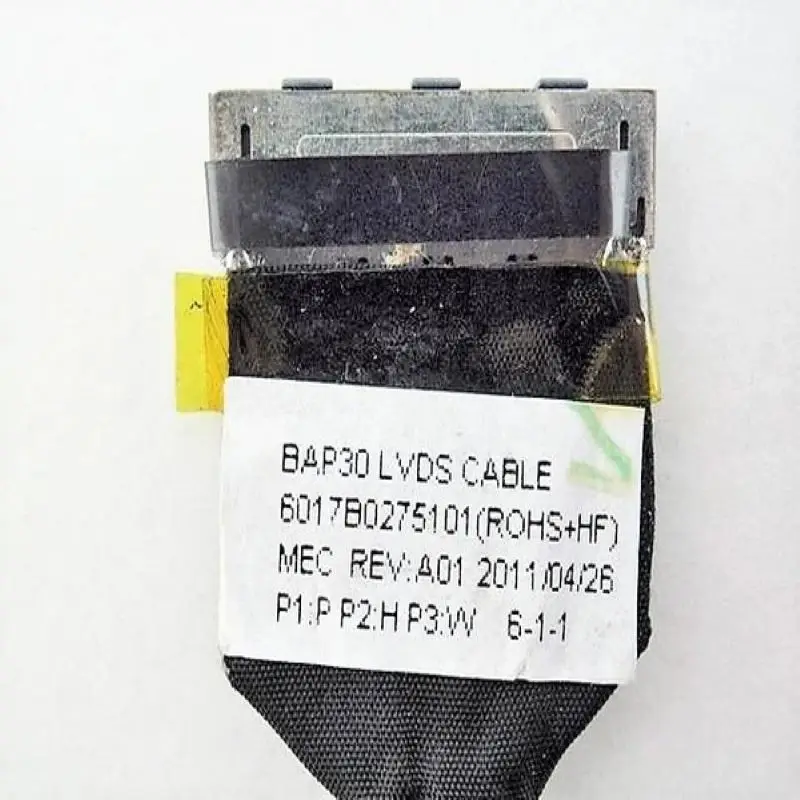 BAP30 LVDS CABLE
6017B0275101(ROHS+HF)
MEC REV:A01 2011/04/26
P1:P P2:H P3:W 6-1-1